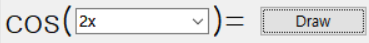 cos(2x)= Draw